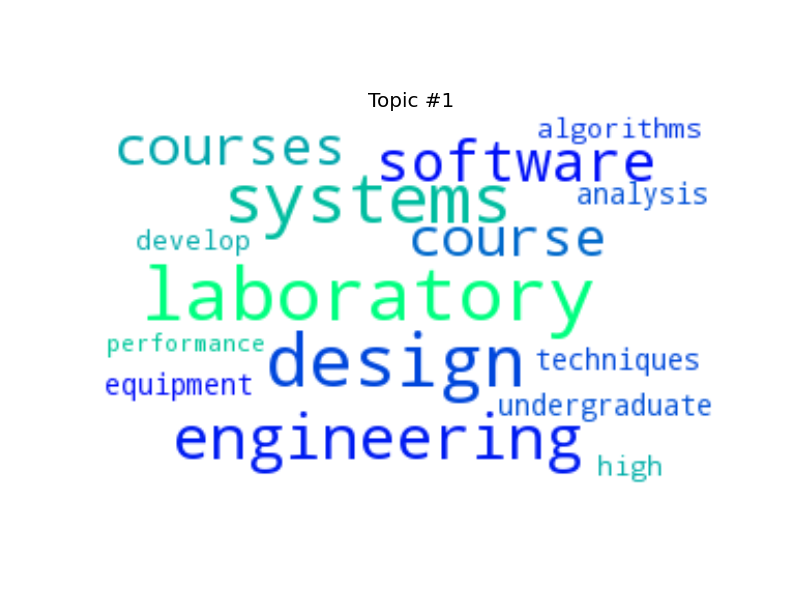 Topic #1
algorithms
courses
software
systems
analysis
develop
course
laboratory
performance
design
techniques
equipment
undergraduate
engineering
high